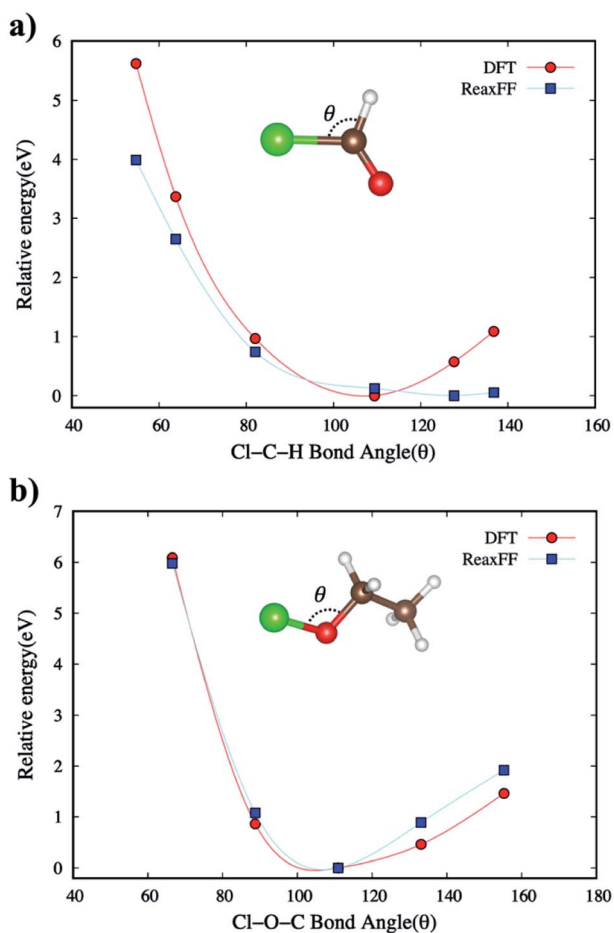 a)
6
5
4
3
2
1
0
Relative energy(eV)
DFT
ReaxFF
θ
40 60 80 100 120 140 160
Cl−C−H Bond Angle(θ)
b)
7
6
5
4
3
2
1
0
Relative energy(eV)
DFT
ReaxFF
θ
40 60 80 100 120 140 160 180
Cl−O−C Bond Angle(θ)